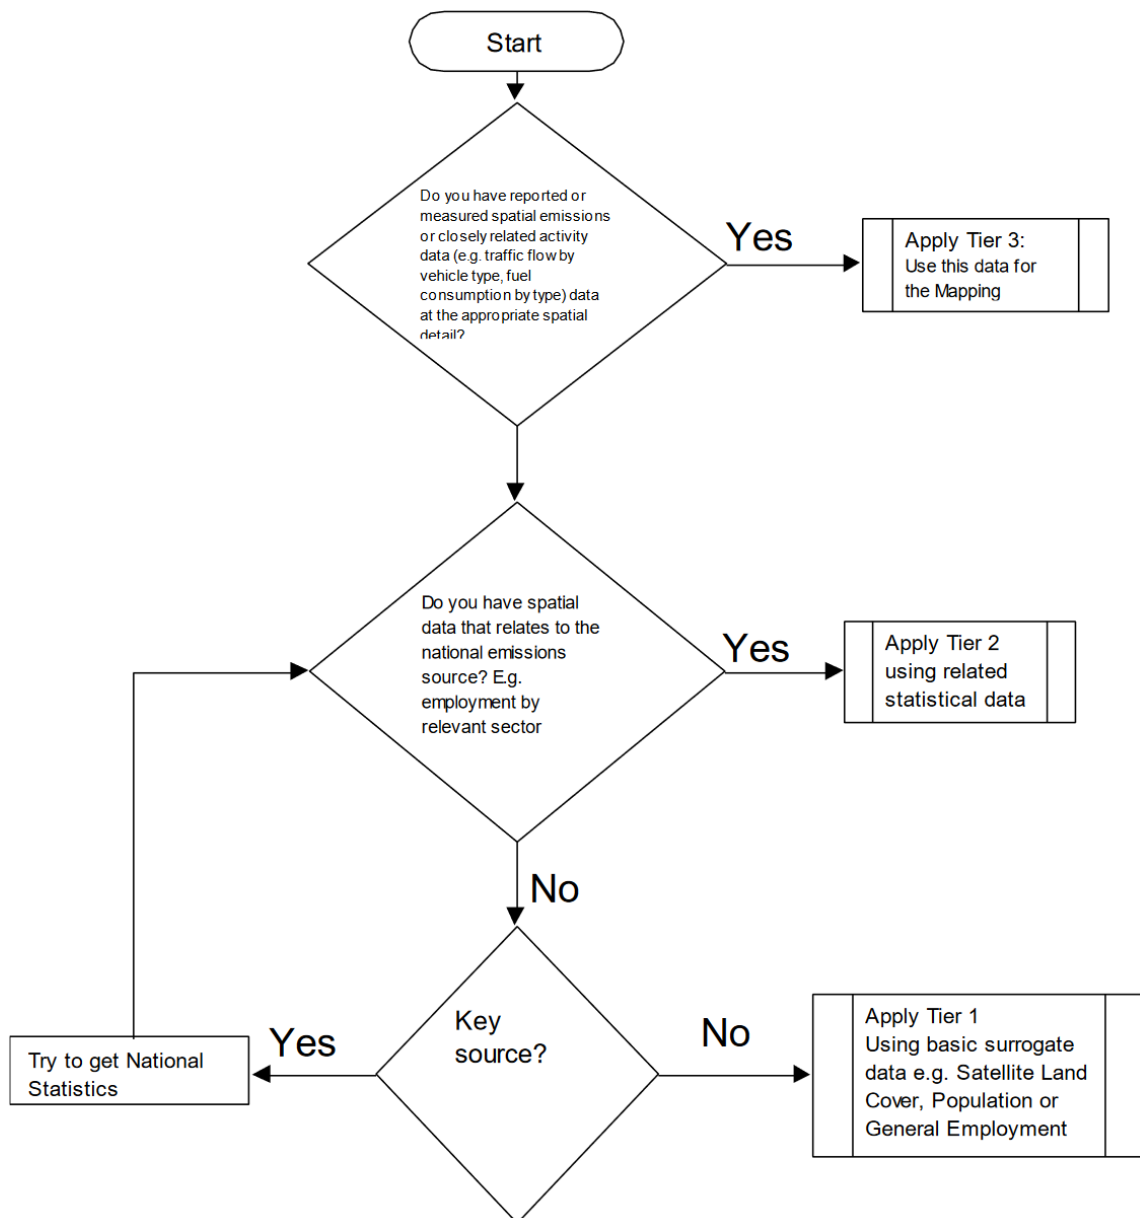 Start
Do you have reported or
measured spatial emissions
or closely related activity
data (e.g. traffic flow by
vehicle type, fuel
consumption by type) data
at the appropriate spatial
detail?
Yes
Apply Tier 3:
Use this data for
the Mapping
Do you have spatial
data that relates to the
national emissions
source? E.g.
employment by
relevant sector
Yes
Apply Tier 2
using related
statistical data
No
Key
source?
Yes
Try to get National
Statistics
No
Apply Tier 1
Using basic surrogate
data e.g. Satellite Land
Cover, Population or
General Employment